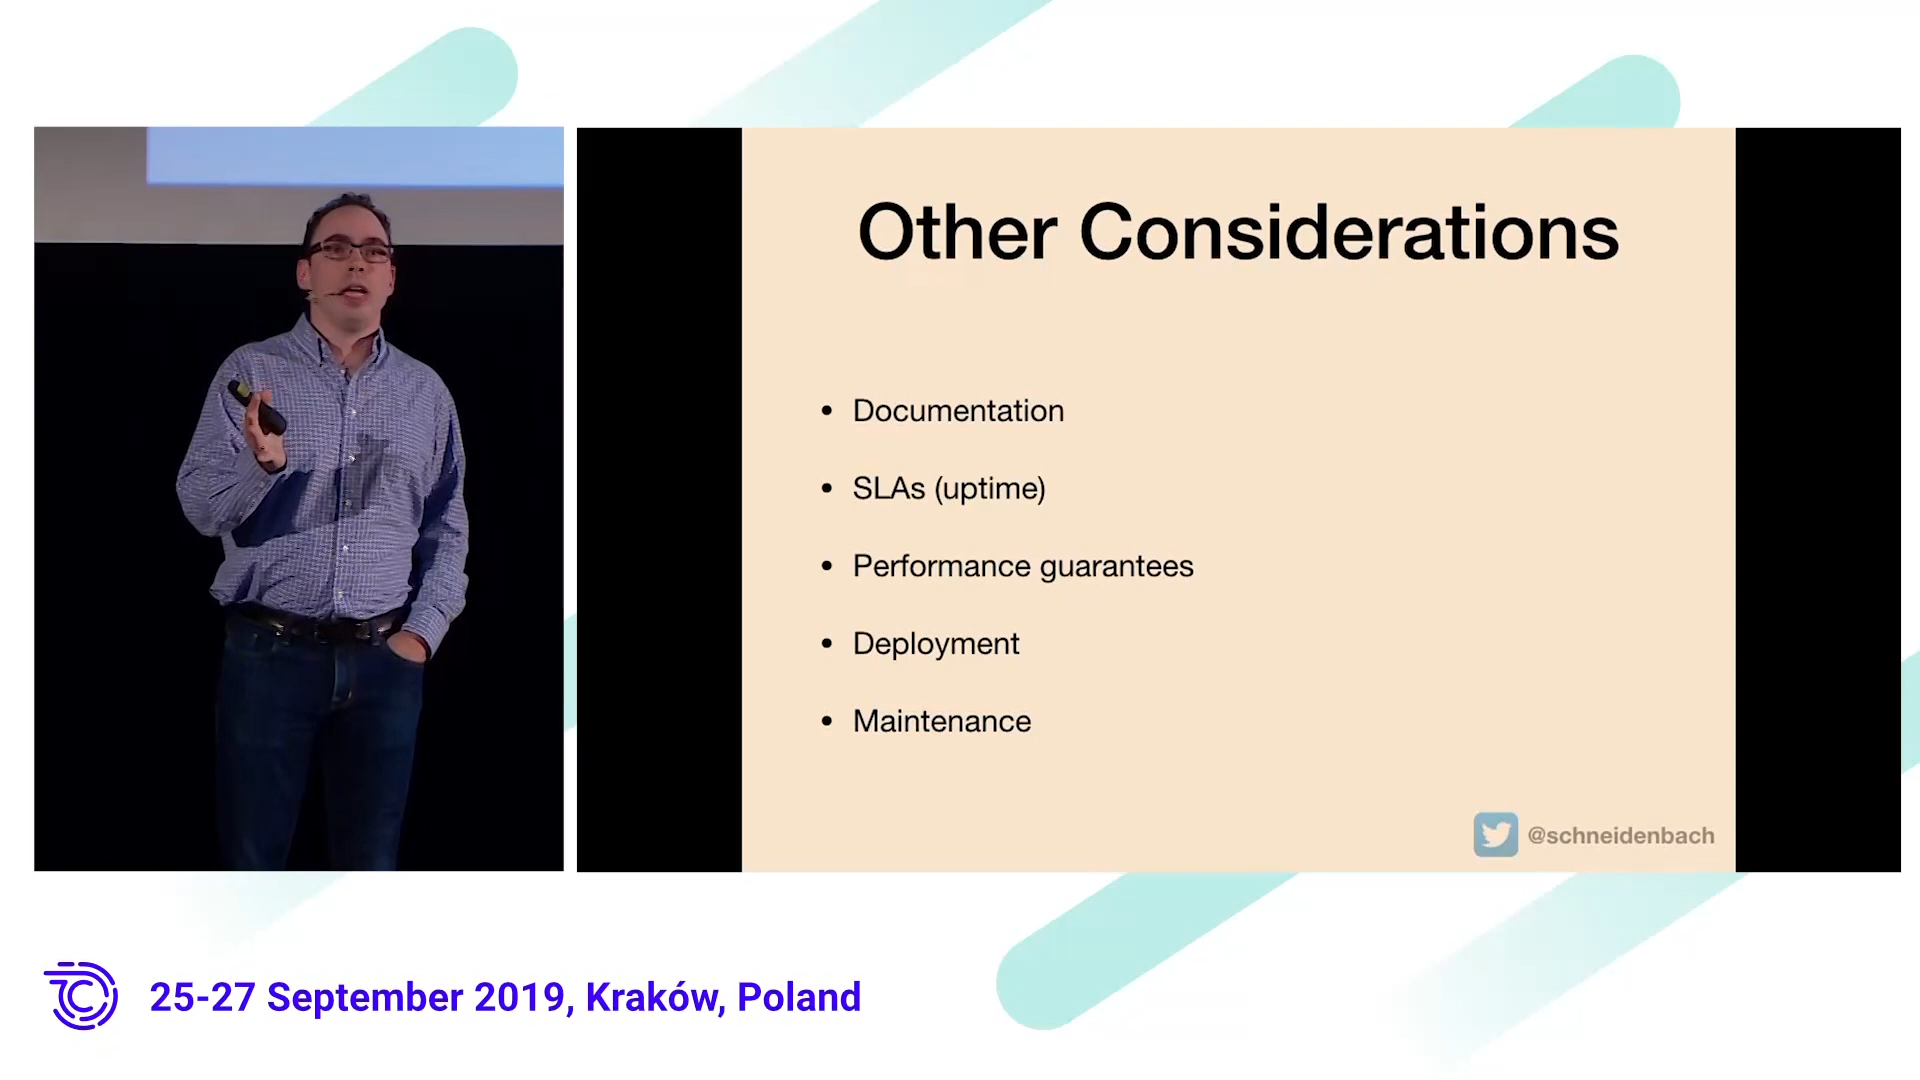 Other Considerations
• Documentation
• SLAs (uptime)
• Performance guarantees
• Deployment
• Maintenance
@schneidenbach
25-27 September 2019, Kraków, Poland